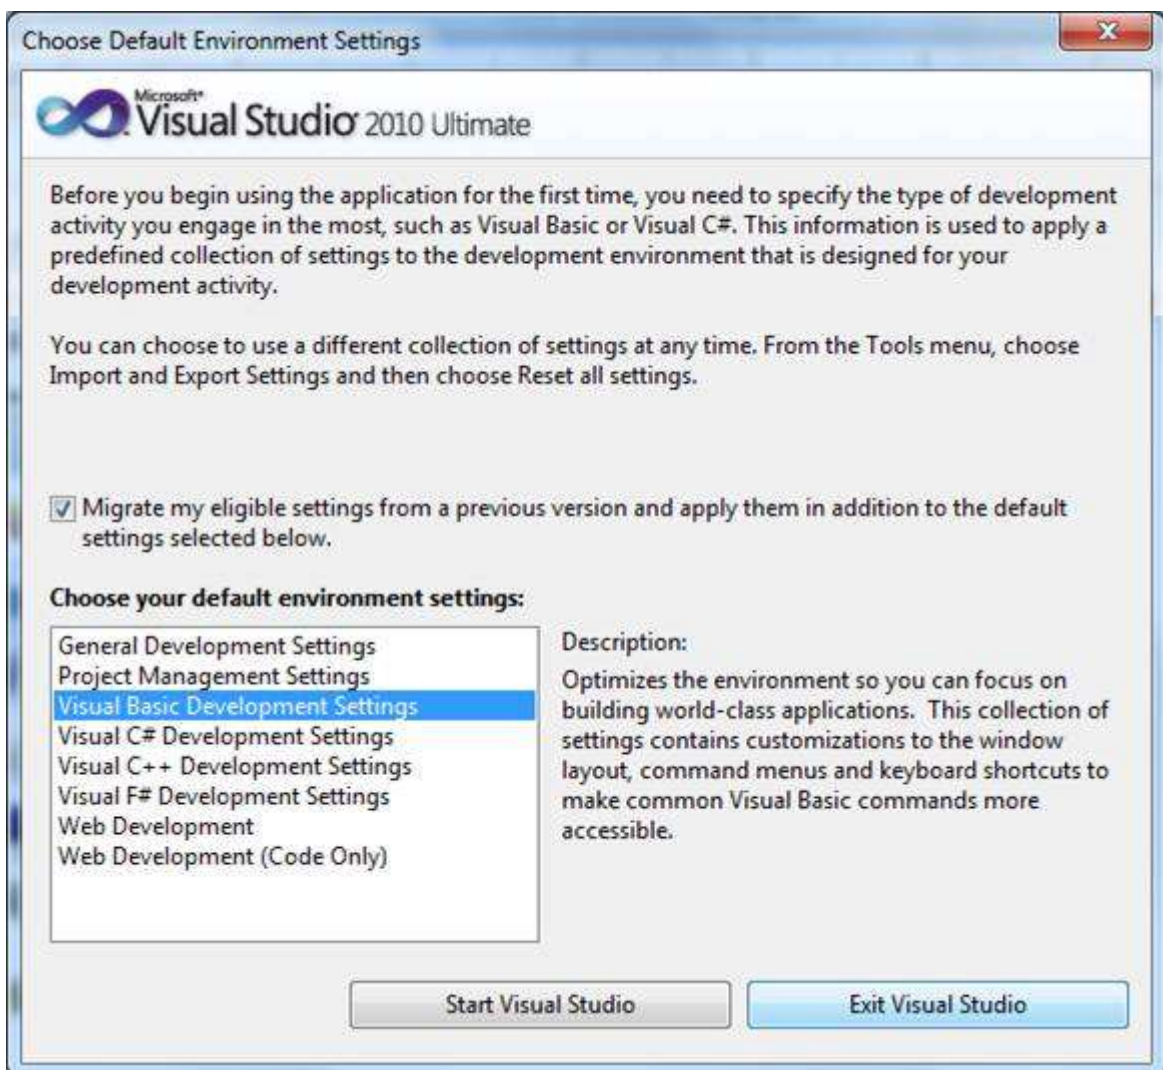 Choose Default Environment Settings
Microsoft®
Visual Studio® 2010 Ultimate
Before you begin using the application for the first time, you need to specify the type of development
activity you engage in the most, such as Visual Basic or Visual C#. This information is used to apply a
predefined collection of settings to the development environment that is designed for your
development activity.
You can choose to use a different collection of settings at any time. From the Tools menu, choose
Import and Export Settings and then choose Reset all settings.
Migrate my eligible settings from a previous version and apply them in addition to the default
settings selected below.
Choose your default environment settings:
General Development Settings
Project Management Settings
Visual Basic Development Settings
Visual C# Development Settings
Visual C++ Development Settings
Visual F# Development Settings
Web Development
Web Development (Code Only)
Description:
Optimizes the environment so you can focus on
building world-class applications.  This collection of
settings contains customizations to the window
layout, command menus and keyboard shortcuts to
make common Visual Basic commands more
accessible.
Start Visual Studio
Exit Visual Studio